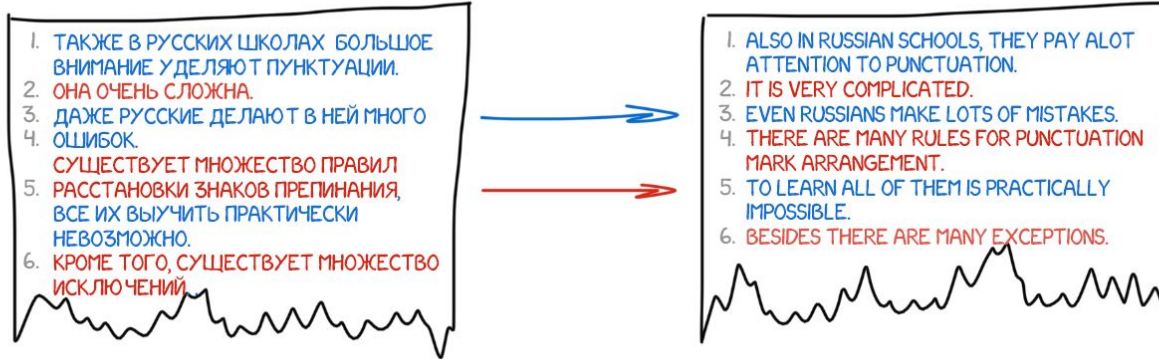 1. ТАКЖЕ В РУССКИХ ШКОЛАХ БОЛЬШОЕ
ВНИМАНИЕ УДЕЛЯЮТ ПУНКТУАЦИИ.
2. ОНА ОЧЕНЬ СЛОЖНА.
3. ДАЖЕ РУССКИЕ ДЕЛАЮТ В НЕЙ МНОГО
4. ОШИБОК.
СУЩЕСТВУЕТ МНОЖЕСТВО ПРАВИЛ
5. РАССТАНОВКИ ЗНАКОВ ПРЕПИНАНИЯ,
ВСЕ ИХ ВЫУЧИТЬ ПРАКТИЧЕСКИ
НЕВОЗМОЖНО.
6. КРОМЕ ТОГО, СУЩЕСТВУЕТ МНОЖЕСТВО
ИСКЛЮЧЕНИЙ...
1. ALSO IN RUSSIAN SCHOOLS, THEY PAY ALOT
ATTENTION TO PUNCTUATION.
2. IT IS VERY COMPLICATED.
3. EVEN RUSSIANS MAKE LOTS OF MISTAKES.
4. THERE ARE MANY RULES FOR PUNCTUATION
MARK ARRANGEMENT.
5. TO LEARN ALL OF THEM IS PRACTICALLY
IMPOSSIBLE.
6. BESIDES THERE ARE MANY EXCEPTIONS.